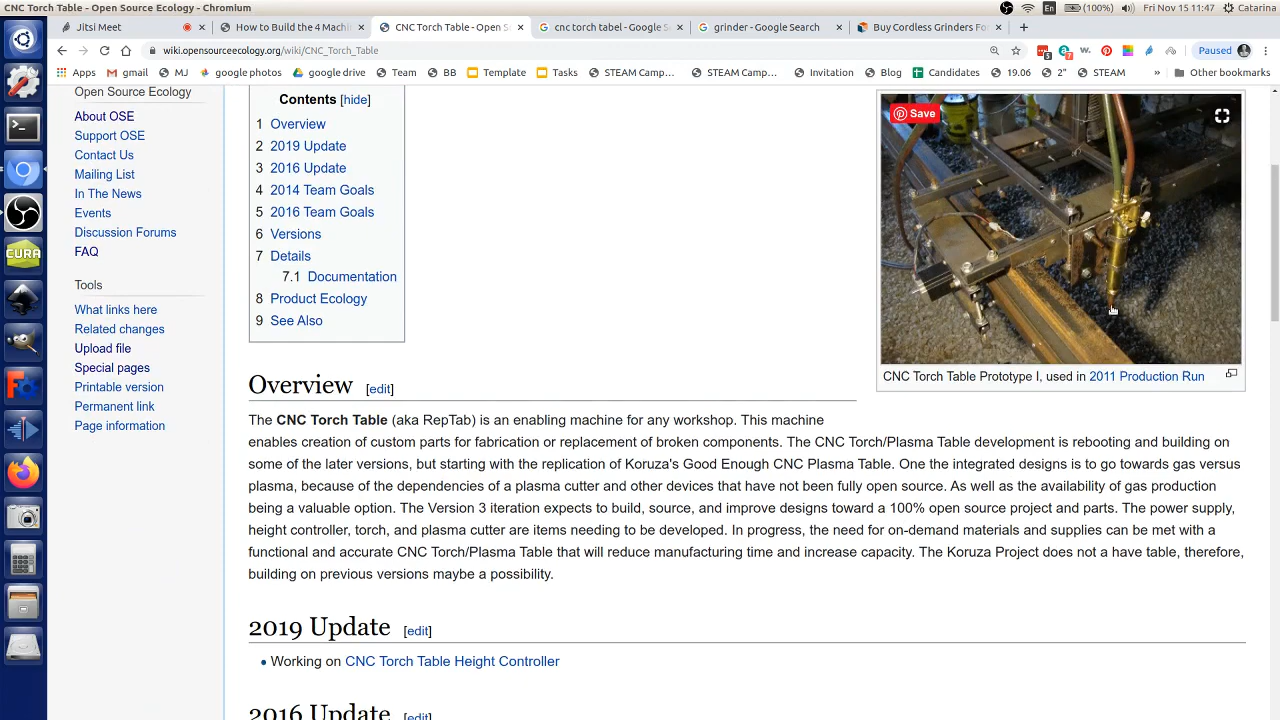 CNC Torch Table - Open Source Ecology - Chromium
En
(100%)
Fri Nov 15 11:47
Catarina
Jitsi Meet
How to Build the 4 Machin
CNC Torch Table - Open S
cnc torch tabel - Google S
grinder - Google Search
Buy Cordless Grinders For
wiki.opensourceecology.org/wiki/CNC_Torch_Table
Paused
Apps
gmail
MJ
google photos
google drive
Team
BB
Template
Tasks
STEAM Camp...
STEAM Camp...
Invitation
Blog
Candidates
19.06
2"
STEAM
»
Other bookmarks
CURA
Open Source Ecology
About OSE
Support OSE
Contact Us
Mailing List
In The News
Events
Discussion Forums
FAQ
Tools
What links here
Related changes
Upload file
Special pages
Printable version
Permanent link
Page information
Contents [hide]
1 Overview
2 2019 Update
3 2016 Update
4 2014 Team Goals
5 2016 Team Goals
6 Versions
7 Details
7.1 Documentation
8 Product Ecology
9 See Also
Save
CNC Torch Table Prototype I, used in 2011 Production Run
Overview [edit]
The CNC Torch Table (aka RepTab) is an enabling machine for any workshop. This machine
enables creation of custom parts for fabrication or replacement of broken components. The CNC Torch/Plasma Table development is rebooting and building on
some of the later versions, but starting with the replication of Koruza's Good Enough CNC Plasma Table. One the integrated designs is to go towards gas versus
plasma, because of the dependencies of a plasma cutter and other devices that have not been fully open source. As well as the availability of gas production
being a valuable option. The Version 3 iteration expects to build, source, and improve designs toward a 100% open source project and parts. The power supply,
height controller, torch, and plasma cutter are items needing to be developed. In progress, the need for on-demand materials and supplies can be met with a
functional and accurate CNC Torch/Plasma Table that will reduce manufacturing time and increase capacity. The Koruza Project does not a have table, therefore,
building on previous versions maybe a possibility.
2019 Update [edit]
Working on CNC Torch Table Height Controller
2016 Update [edit]